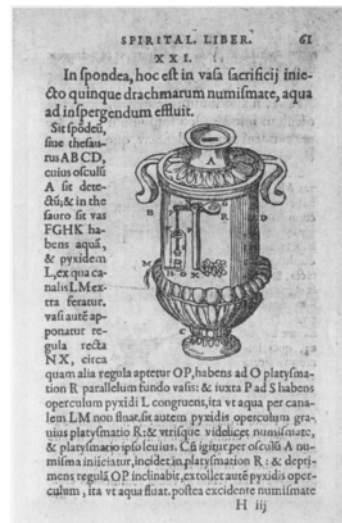 SPIRITAL. LIBER. 61
XXI.
In spondea, hoc est in vasa sacrificij inie-
cto quinque drachmarum numismate, aqua
ad inspergendum effluit.
Sit spõdeũ,
siue thesau-
rus ABCD,
cuius osculũ
A sit dete-
ctũ; & in the
sauro sit vas
FGHK ha-
bens aquã,
& pyxidem
L, ex qua ca-
nalis LM ex-
tra feratur.
vasi autẽ ap-
ponatur re-
gula recta
NX, circa
quam alia regula aptetur OP, habens ad O platysma-
tion R parallelum fundo vasis: & iuxta P ad S habens
operculum pyxidi L congruens, ita vt aqua per cana-
lem LM non fluat. sit autem pyxidis operculum gra-
uius platysmatio R: & vtrisque videlicet numismate,
& platysmatio ipso leuius. Cũ igitur per osculũ A nu-
misma iniiciatur, incidet in platysmation R: & depri-
mens regulã OP inclinabit, extollet autẽ pyxidis oper-
culum, ita vt aqua fluat. postea excidente numismate
H iij
A
B
D
R
M
C